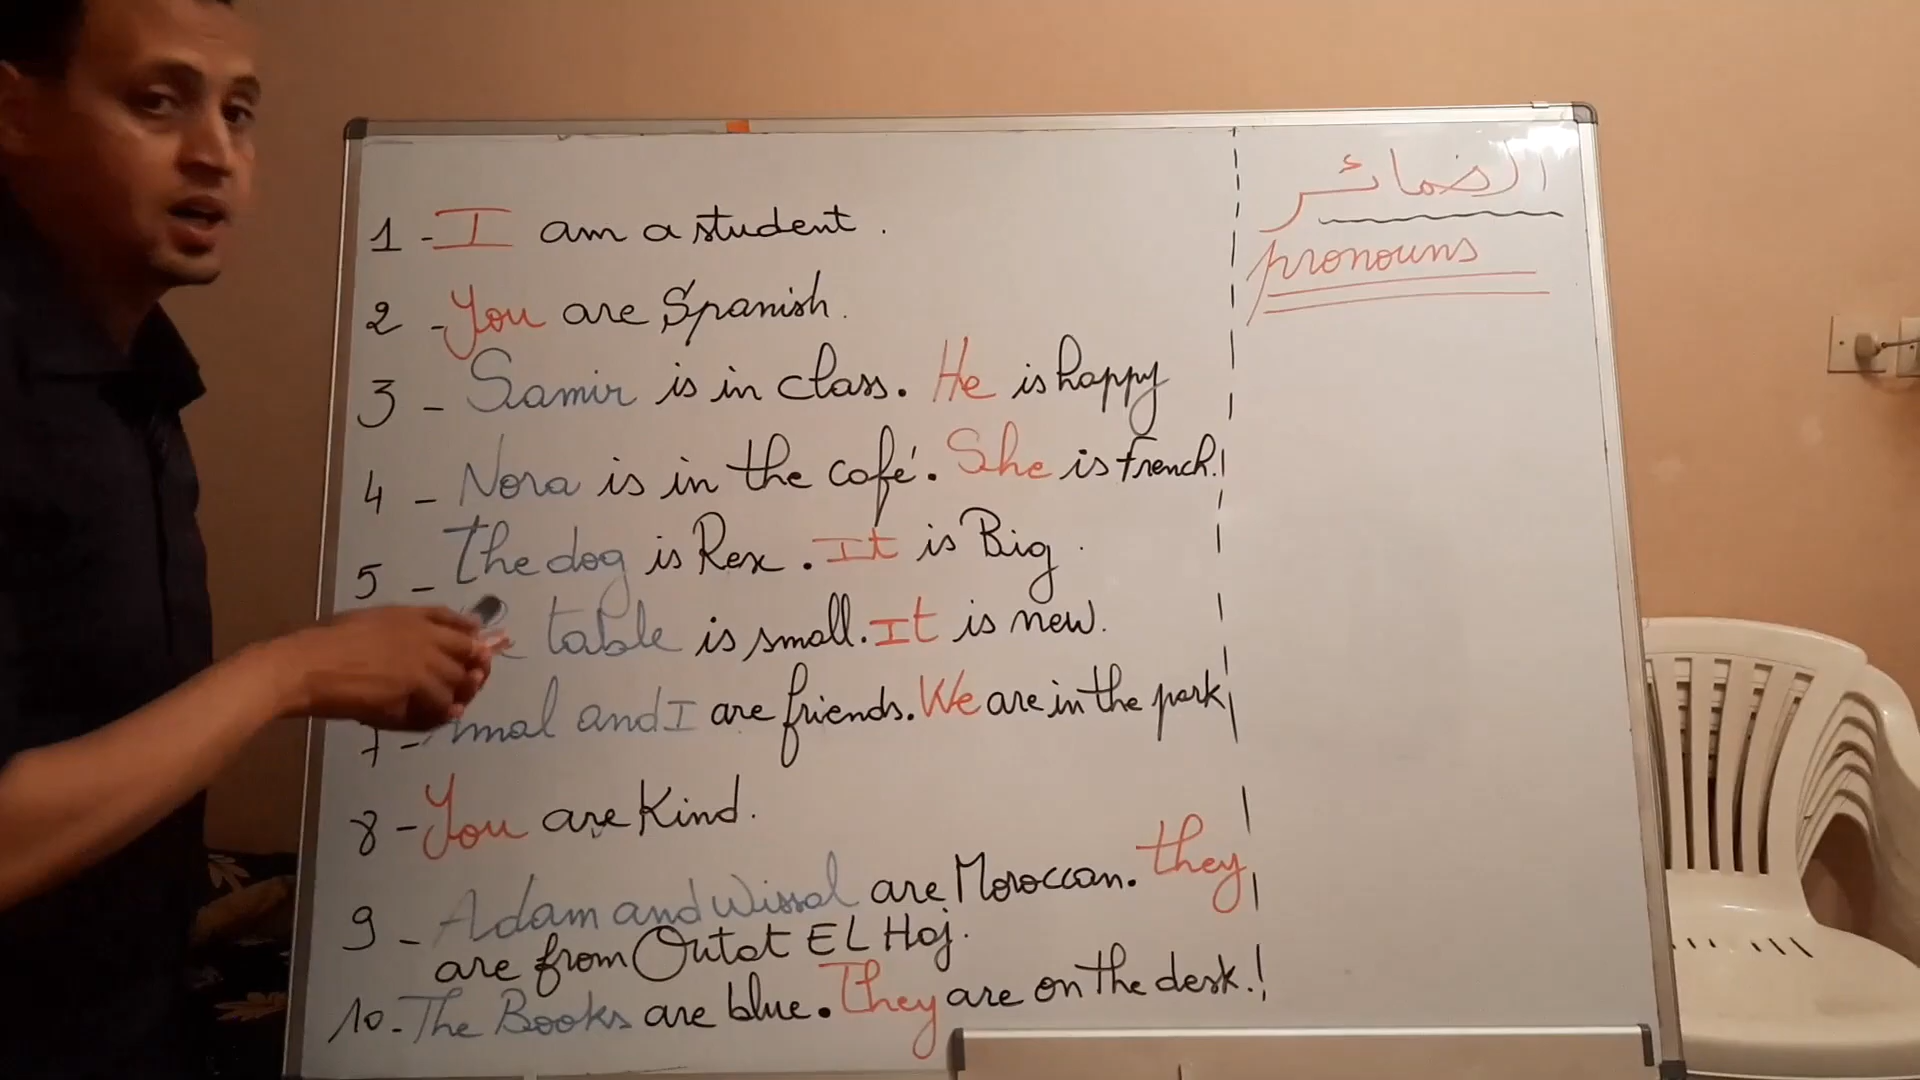 1 - I am a student.
2 - You are Spanish.
3 - Samir is in class. He is happy
4 - Nora is in the café. She is french.
5 - The dog is Rex. It is Big.
table is small. It is new.
7 - Amal and I are friends. We are in the park
8 - You are Kind.
9 - Adam and Wissal are Moroccan. they
are from Outat EL Haj.
10 - The Books are blue. They are on the desk.
الضمائر
pronouns